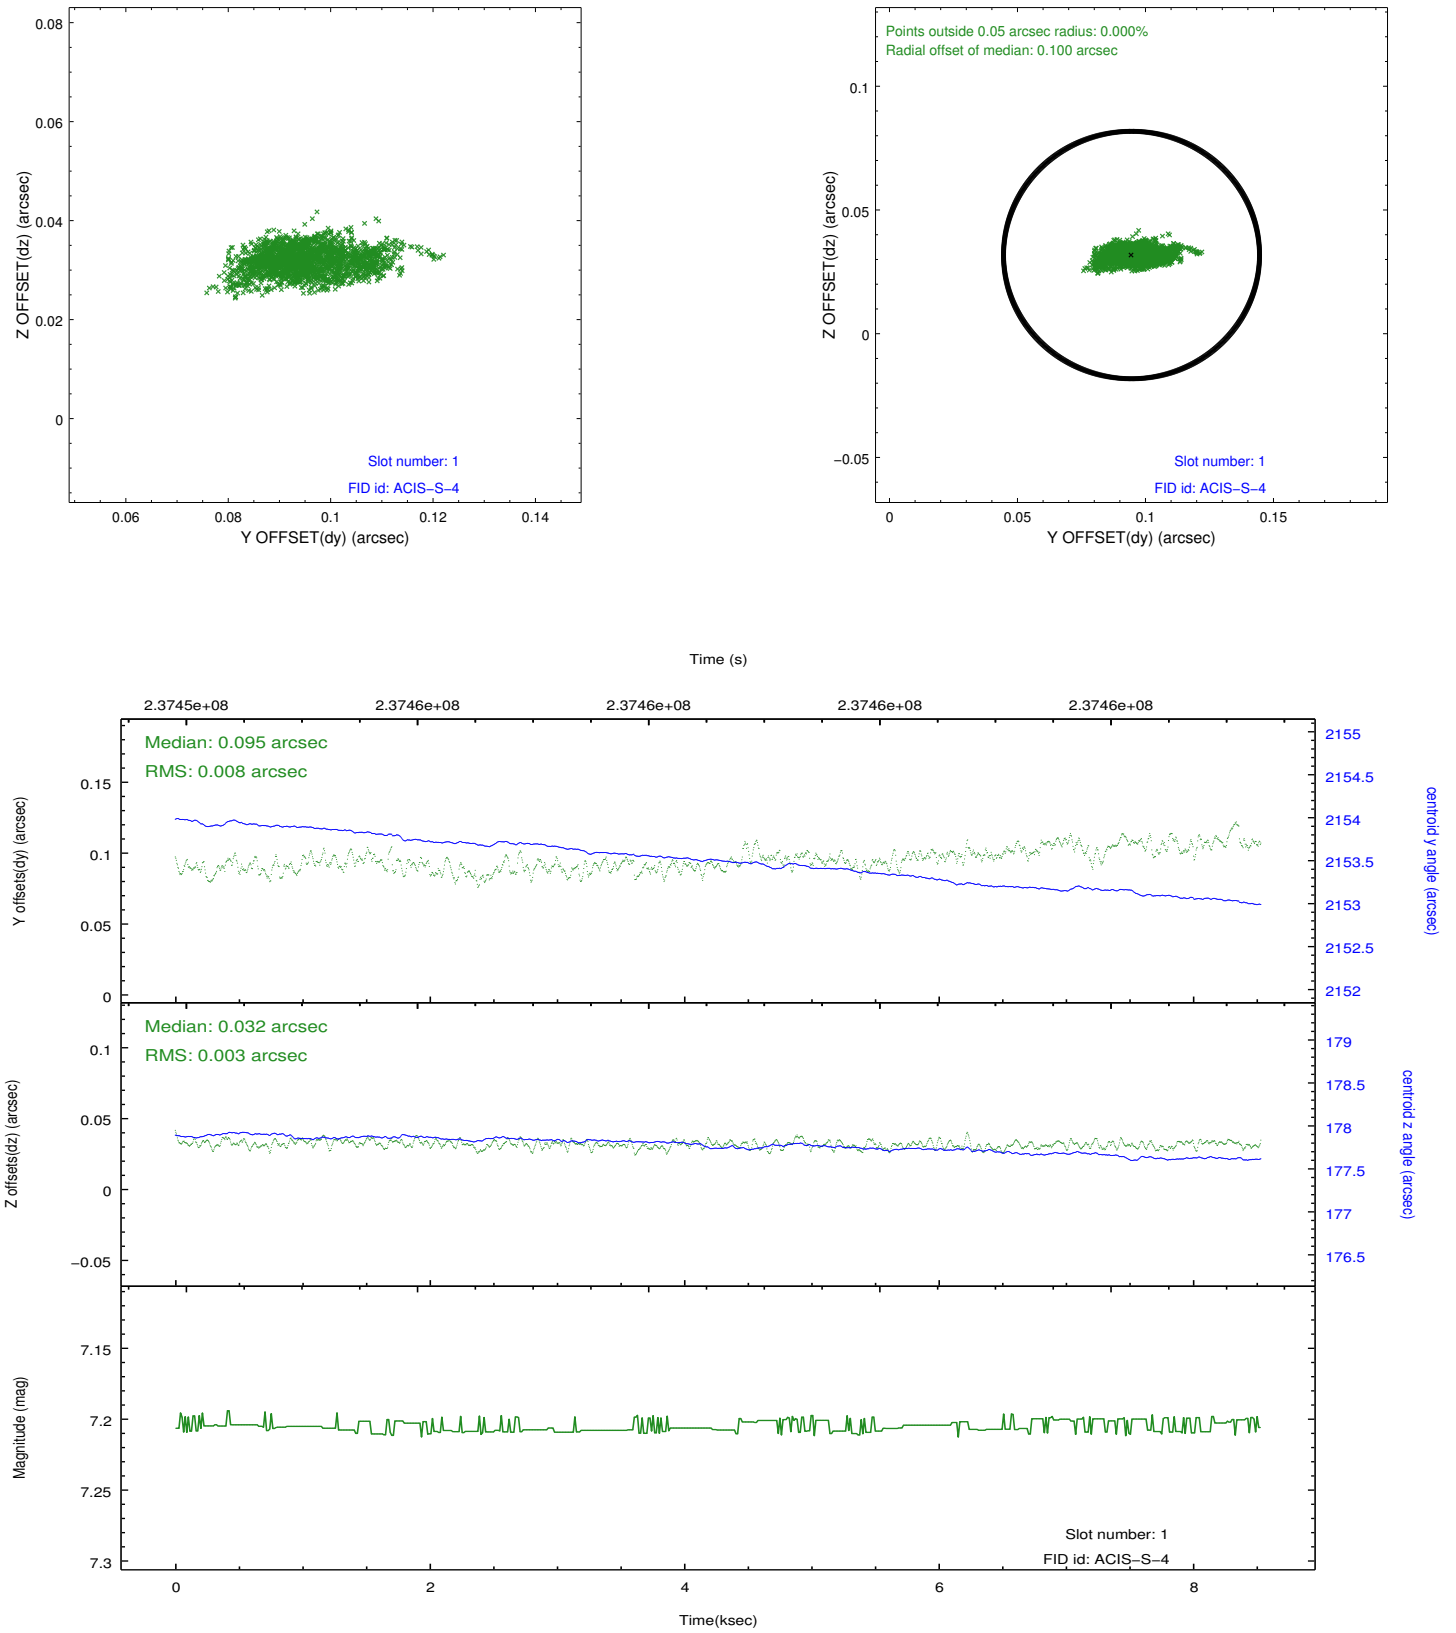 0.08
0.06
0.04
0.02
0
Z OFFSET(dz) (arcsec)
Slot number: 1
FID id: ACIS−S−4
0.06 0.08 0.1 0.12 0.14
Y OFFSET(dy) (arcsec)
Points outside 0.05 arcsec radius: 0.000%
Radial offset of median: 0.100 arcsec
0.1
0.05
0
−0.05
Z OFFSET(dz) (arcsec)
Slot number: 1
FID id: ACIS−S−4
0 0.05 0.1 0.15
Y OFFSET(dy) (arcsec)
Time (s)
2.3745e+08 2.3746e+08 2.3746e+08 2.3746e+08 2.3746e+08
Median: 0.095 arcsec
RMS: 0.008 arcsec
0.15
0.1
0.05
0
Y offsets(dy) (arcsec)
2155
2154.5
2154
2153.5
2153
2152.5
2152
centroid y angle (arcsec)
Median: 0.032 arcsec
RMS: 0.003 arcsec
0.1
0.05
0
−0.05
Z offsets(dz) (arcsec)
179
178.5
178
177.5
177
176.5
centroid z angle (arcsec)
7.15
7.2
7.25
7.3
Magnitude (mag)
Slot number: 1
FID id: ACIS−S−4
0 2 4 6 8
Time(ksec)